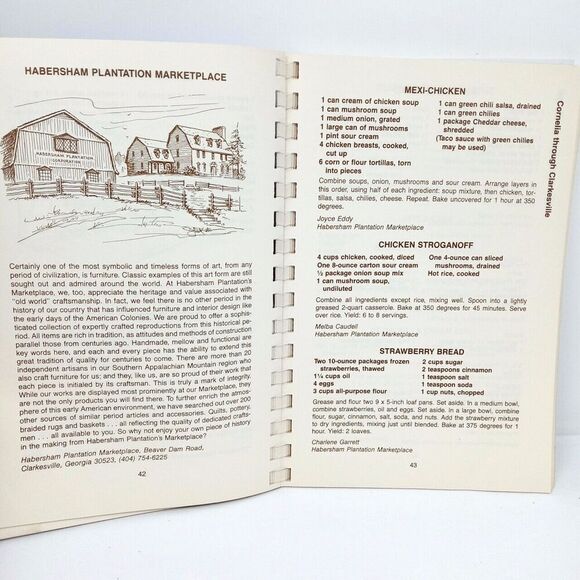 HABERSHAM PLANTATION MARKETPLACE
HABERSHAM PLANTATION
CORPORATION
Certainly one of the most symbolic and timeless forms of art, from any
period of civilization, is furniture. Classic examples of this art form are still
sought out and admired around the world. At Habersham Plantation's
Marketplace, we, too, appreciate the heritage and value associated with
"old world" craftsmanship. In fact, we feel there is no other period in the
history of our country that has influenced furniture and interior design like
the early days of the American Colonies. We are proud to offer a sophis-
ticated collection of expertly crafted reproductions from this historical pe-
riod. All items are rich in tradition, as attitudes and methods of construction
parallel those from centuries ago. Handmade, mellow and functional are
key words here, and each and every piece has the ability to extend this
great tradition of quality for centuries to come. There are more than 20
independent artisans in our Southern Appalachian Mountain region who
also craft furniture for us; and they, like us, are so proud of their work that
each piece is initialed by its craftsman. This is truly a mark of integrity.
While our works are displayed most prominently at our Marketplace, they
are not the only products you will find there. To further enrich the atmo-
sphere of this early American environment, we have searched out over 200
other sources of similar period articles and accessories. Quilts, pottery,
braided rugs and baskets . . . all reflecting the quality of dedicated crafts-
men . . . all available to you. So why not enjoy your own piece of history
in the making from Habersham Plantation's Marketplace?
Habersham Plantation Marketplace, Beaver Dam Road,
Clarkesville, Georgia 30523, (404) 754-6225
42
Cornelia through Clarkesville
MEXI-CHICKEN
1 can cream of chicken soup
1 can mushroom soup
1 medium onion, grated
1 large can of mushrooms
1 pint sour cream
4 chicken breasts, cooked,
cut up
6 corn or flour tortillas, torn
into pieces
1 can green chili salsa, drained
1 can green chilies
1 package Cheddar cheese,
shredded
(Taco sauce with green chilies
may be used)
Combine soups, onion, mushrooms and sour cream. Arrange layers in
this order, using half of each ingredient: soup mixture, then chicken, tor-
tillas, salsa, chilies, cheese. Repeat. Bake uncovered for 1 hour at 350
degrees.
Joyce Eddy
Habersham Plantation Marketplace
CHICKEN STROGANOFF
4 cups chicken, cooked, diced
One 8-ounce carton sour cream
½ package onion soup mix
1 can mushroom soup,
undiluted
One 4-ounce can sliced
mushrooms, drained
Hot rice, cooked
Combine all ingredients except rice, mixing well. Spoon into a lightly
greased 2-quart casserole. Bake at 350 degrees for 45 minutes. Serve
over rice. Yield: 6 to 8 servings.
Melba Caudell
Habersham Plantation Marketplace
STRAWBERRY BREAD
Two 10-ounce packages frozen
strawberries, thawed
1¼ cups oil
4 eggs
3 cups all-purpose flour
2 cups sugar
2 teaspoons cinnamon
1 teaspoon salt
1 teaspoon soda
1 cup nuts, chopped
Grease and flour two 9 x 5-inch loaf pans. Set aside. In a medium bowl,
combine strawberries, oil and eggs. Set aside. In a large bowl, combine
flour, sugar, cinnamon, salt, soda, and nuts. Add the strawberry mixture
to dry ingredients, mixing just until blended. Bake at 375 degrees for 1
hour. Yield: 2 loaves.
Charlene Garrett
Habersham Plantation Marketplace
43